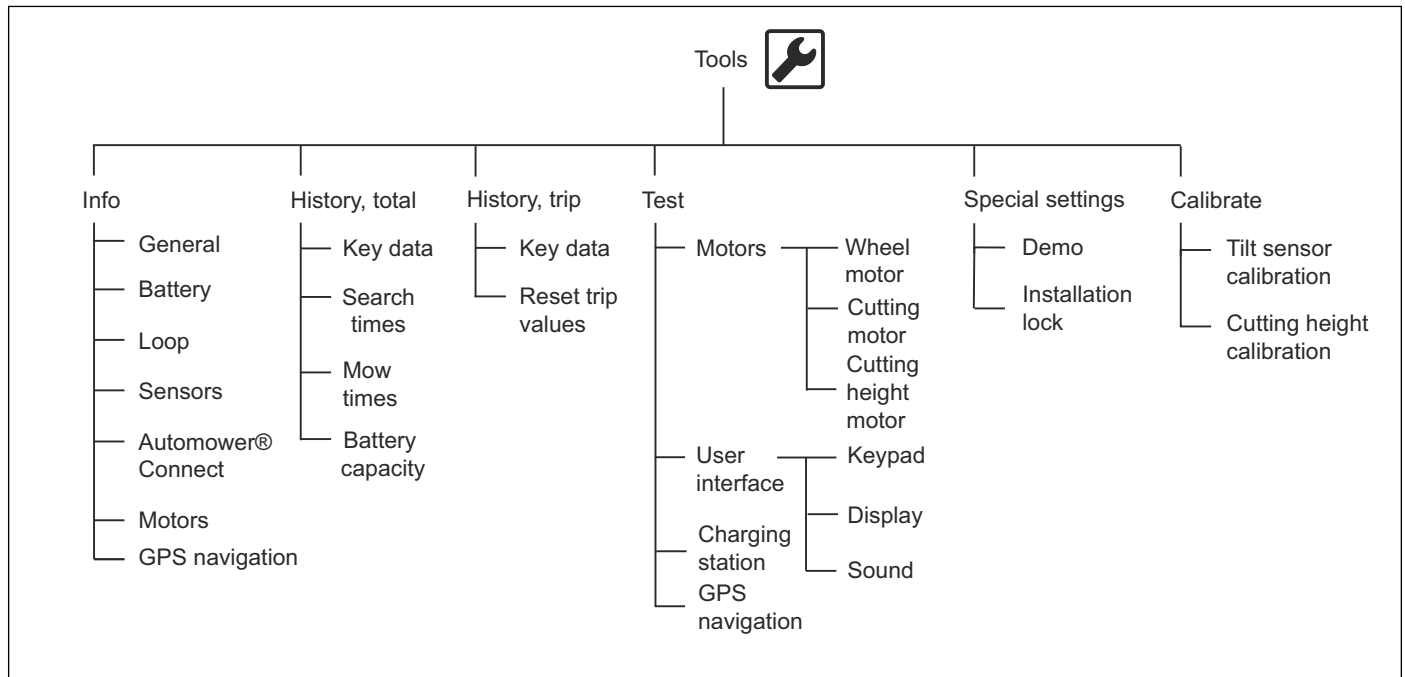 Tools
Info
General
Battery
Loop
Sensors
Automower®
Connect
Motors
GPS navigation
History, total
Key data
Search
times
Mow
times
Battery
capacity
History, trip
Key data
Reset trip
values
Test
Motors
Wheel
motor
Cutting
motor
Cutting
height
motor
User
interface
Keypad
Display
Sound
Charging
station
GPS
navigation
Special settings
Demo
Installation
lock
Calibrate
Tilt sensor
calibration
Cutting height
calibration